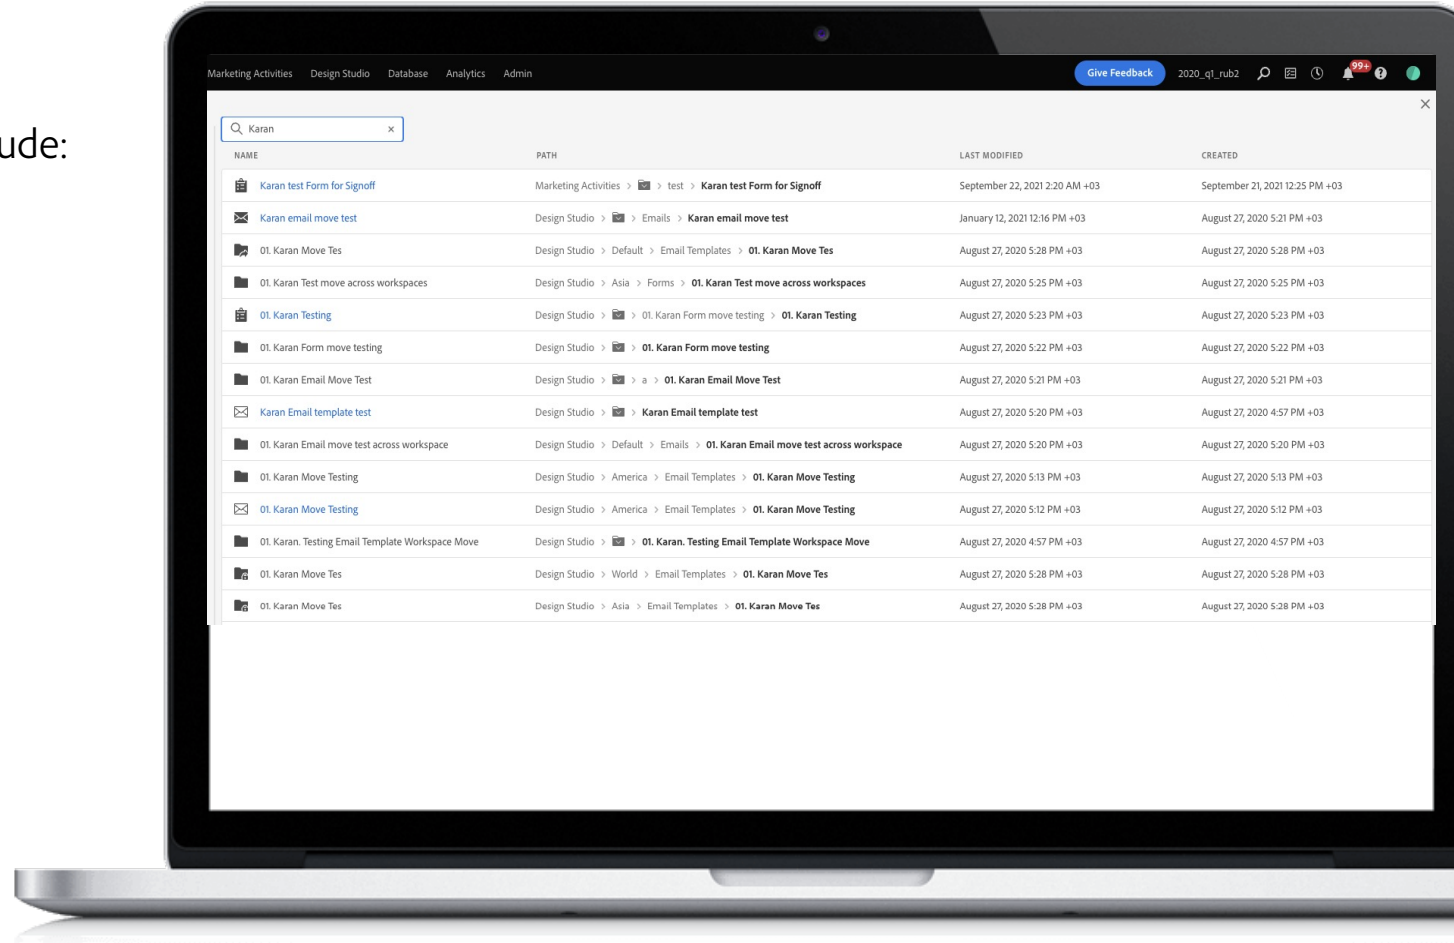 ude:
Marketing Activities Design Studio Database Analytics Admin Give Feedback 2020_q1_rub2 99+
Karan
NAME PATH LAST MODIFIED CREATED
Karan test Form for Signoff Marketing Activities > > test > Karan test Form for Signoff September 22, 2021 2:20 AM +03 September 21, 2021 12:25 PM +03
Karan email move test Design Studio > > Emails > Karan email move test January 12, 2021 12:16 PM +03 August 27, 2020 5:21 PM +03
01. Karan Move Tes Design Studio > Default > Email Templates > 01. Karan Move Tes August 27, 2020 5:28 PM +03 August 27, 2020 5:28 PM +03
01. Karan Test move across workspaces Design Studio > Asia > Forms > 01. Karan Test move across workspaces August 27, 2020 5:25 PM +03 August 27, 2020 5:25 PM +03
01. Karan Testing Design Studio > > 01. Karan Form move testing > 01. Karan Testing August 27, 2020 5:23 PM +03 August 27, 2020 5:23 PM +03
01. Karan Form move testing Design Studio > > 01. Karan Form move testing August 27, 2020 5:22 PM +03 August 27, 2020 5:22 PM +03
01. Karan Email Move Test Design Studio > > a > 01. Karan Email Move Test August 27, 2020 5:21 PM +03 August 27, 2020 5:21 PM +03
Karan Email template test Design Studio > > Karan Email template test August 27, 2020 5:20 PM +03 August 27, 2020 4:57 PM +03
01. Karan Email move test across workspace Design Studio > Default > Emails > 01. Karan Email move test across workspace August 27, 2020 5:20 PM +03 August 27, 2020 5:20 PM +03
01. Karan Move Testing Design Studio > America > Email Templates > 01. Karan Move Testing August 27, 2020 5:13 PM +03 August 27, 2020 5:13 PM +03
01. Karan Move Testing Design Studio > America > Email Templates > 01. Karan Move Testing August 27, 2020 5:12 PM +03 August 27, 2020 5:12 PM +03
01. Karan. Testing Email Template Workspace Move Design Studio > > 01. Karan. Testing Email Template Workspace Move August 27, 2020 4:57 PM +03 August 27, 2020 4:57 PM +03
01. Karan Move Tes Design Studio > World > Email Templates > 01. Karan Move Tes August 27, 2020 5:28 PM +03 August 27, 2020 5:28 PM +03
01. Karan Move Tes Design Studio > Asia > Email Templates > 01. Karan Move Tes August 27, 2020 5:28 PM +03 August 27, 2020 5:28 PM +03